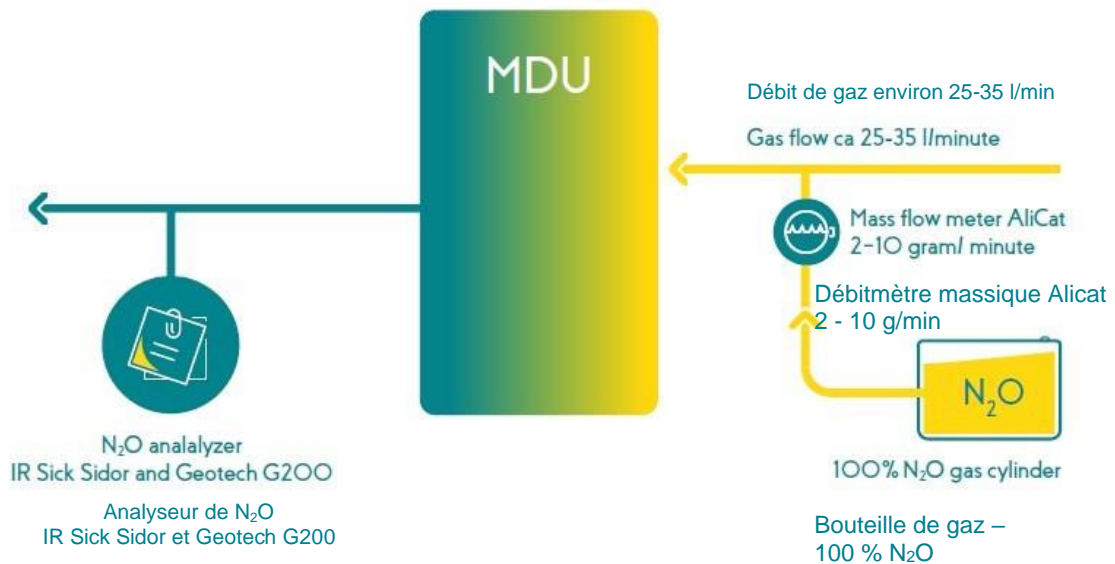 MDU
Débit de gaz environ 25-35 l/min
Gas flow ca 25-35 l/minute
Mass flow meter AliCat
2-10 gram/ minute
Débitmètre massique Alicat
2 - 10 g/min
N₂O
100% N₂O gas cylinder
Bouteille de gaz –
100 % N₂O
N₂O analalyzer
IR Sick Sidor and Geotech G200
Analyseur de N₂O
IR Sick Sidor et Geotech G200